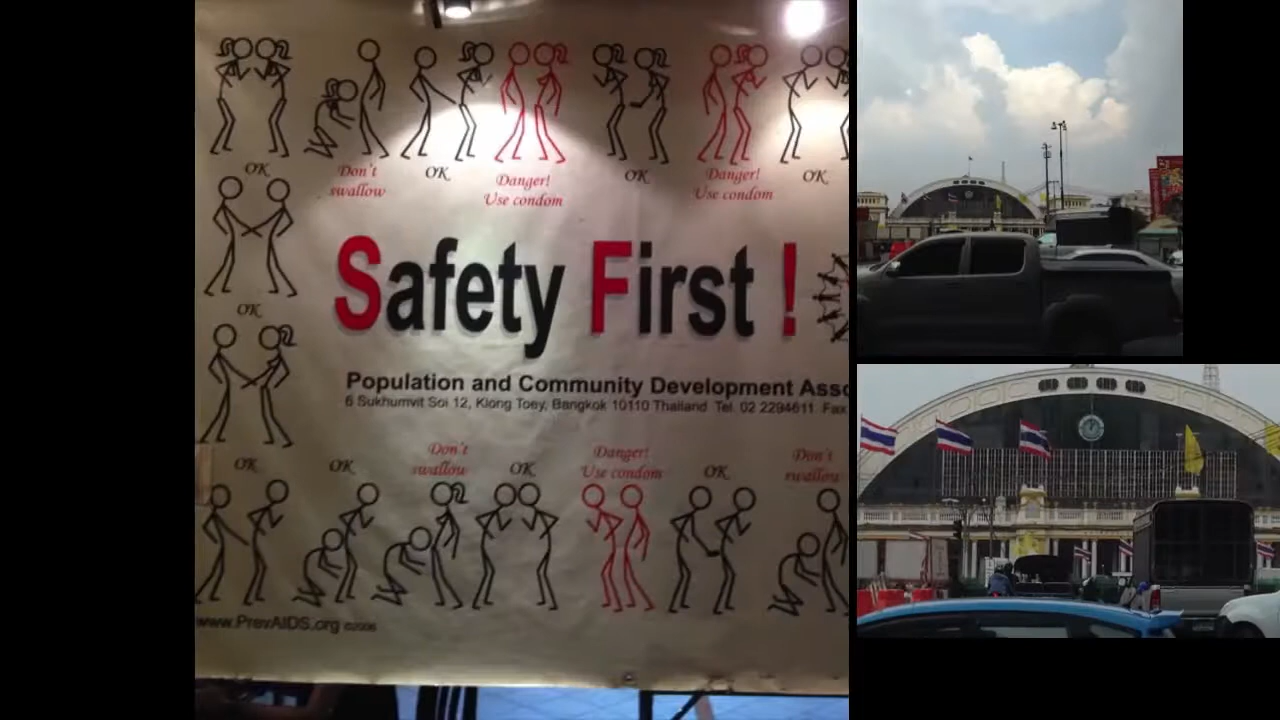 OK
Don't
swallow
OK
Danger!
Use condom
OK
Danger!
Use condom
OK
OK
Safety First !
Population and Community Development Asso
6 Sukhumvit Soi 12, Klong Toey, Bangkok 10110 Thailand Tel. 02 2294611 Fax
OK
OK
Don't
swallow
OK
Danger!
Use condom
OK
Don't
swallow
www.PrevAIDS.org ©2006